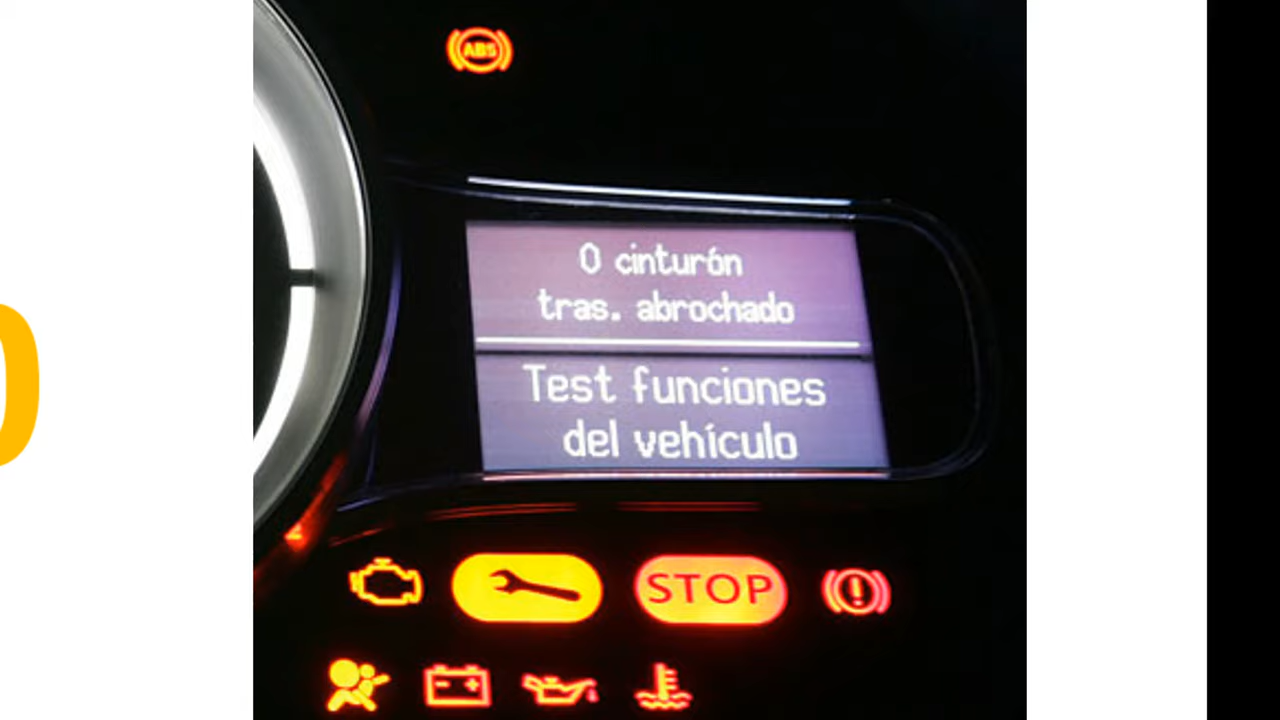 ABS
0 cinturón
tras. abrochado
Test funciones
del vehículo
STOP